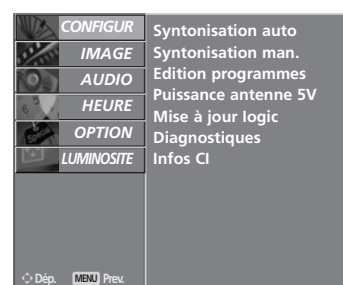 CONFIGUR
IMAGE
AUDIO
HEURE
OPTION
LUMINOSITE
Syntonisation auto
Syntonisation man.
Edition programmes
Puissance antenne 5V
Mise à jour logic
Diagnostiques
Infos CI
Dép. MENU Prev.